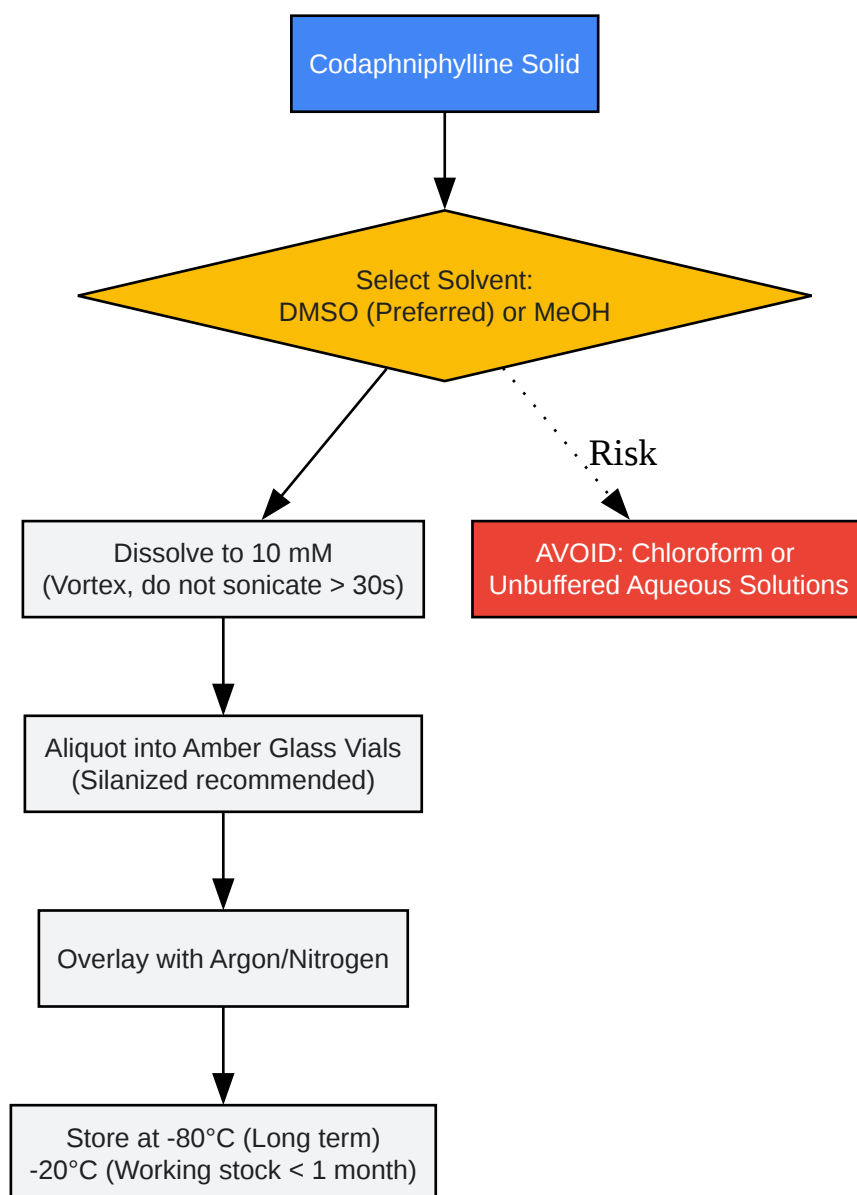 Codaphniphylline Solid
Select Solvent:
DMSO (Preferred) or MeOH
Risk
Dissolve to 10 mM
(Vortex, do not sonicate > 30s)
AVOID: Chloroform or
Unbuffered Aqueous Solutions
Aliquot into Amber Glass Vials
(Silanized recommended)
Overlay with Argon/Nitrogen
Store at -80°C (Long term)
-20°C (Working stock < 1 month)